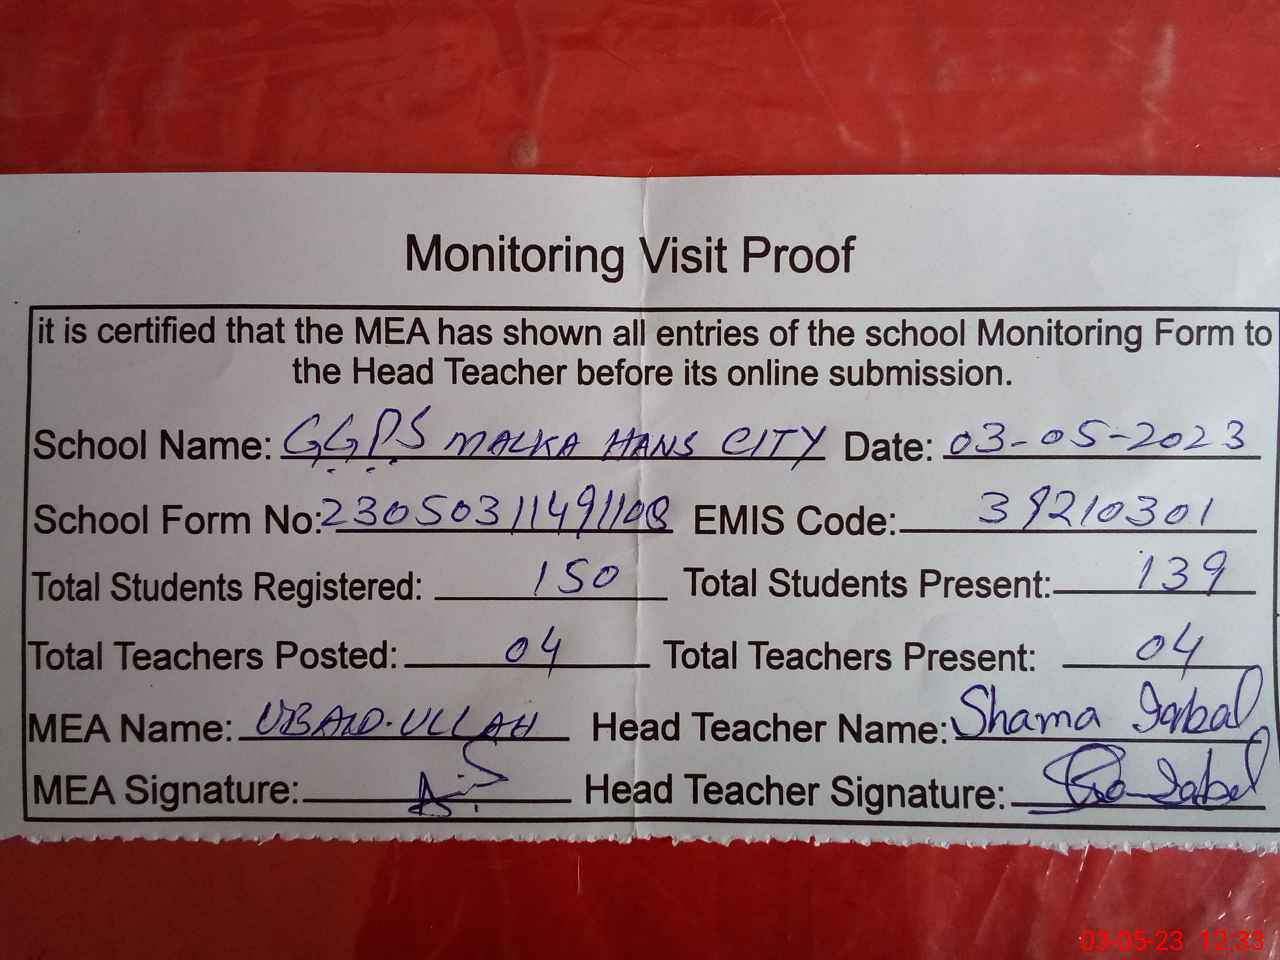 Monitoring Visit Proof
it is certified that the MEA has shown all entries of the school Monitoring Form to
the Head Teacher before its online submission.
School Name: GGPS MALKA HANS CITY Date: 03-05-2023
School Form No: 23050311491108 EMIS Code: 39210301
Total Students Registered: 150 Total Students Present: 139
Total Teachers Posted: 04 Total Teachers Present: 04
MEA Name: UBAID.ULLAH Head Teacher Name: Shama Iqbal
MEA Signature: Head Teacher Signature: Iqbal
03-05-23 12:33